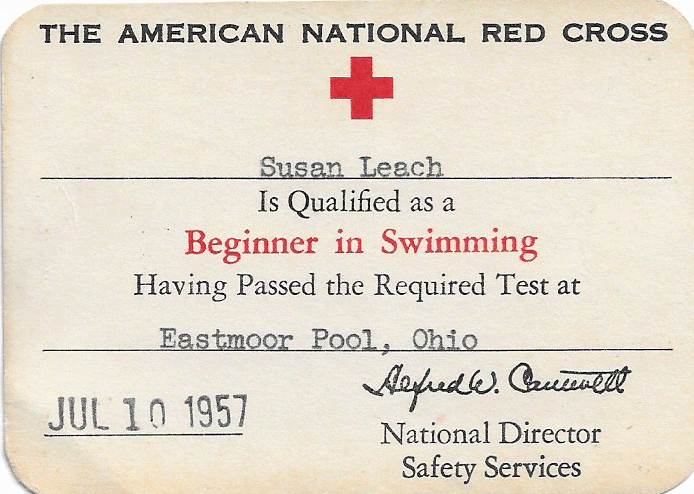 THE AMERICAN NATIONAL RED CROSS
Susan Leach
Is Qualified as a
Beginner in Swimming
Having Passed the Required Test at
Eastmoor Pool, Ohio
Alfred W. Cantwell
JUL 10 1957
National Director
Safety Services